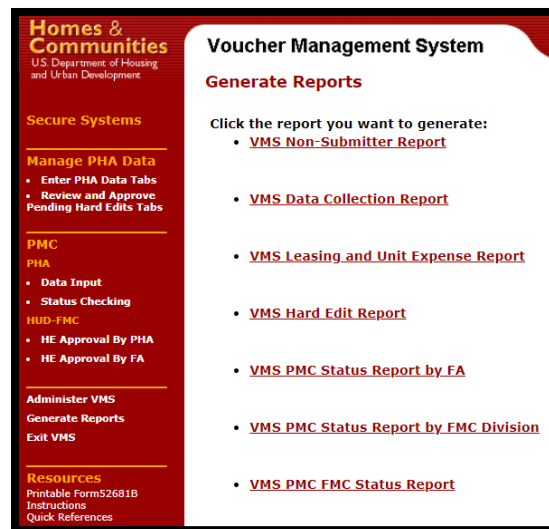 Homes &
Communities
U.S. Department of Housing
and Urban Development
Secure Systems
Manage PHA Data
• Enter PHA Data Tabs
• Review and Approve
Pending Hard Edits Tabs
PMC
PHA
• Data Input
• Status Checking
HUD-FMC
• HE Approval By PHA
• HE Approval By FA
Administer VMS
Generate Reports
Exit VMS
Resources
Printable Form52681B
Instructions
Quick References
Voucher Management System
Generate Reports
Click the report you want to generate:
• VMS Non-Submitter Report
• VMS Data Collection Report
• VMS Leasing and Unit Expense Report
• VMS Hard Edit Report
• VMS PMC Status Report by FA
• VMS PMC Status Report by FMC Division
• VMS PMC FMC Status Report